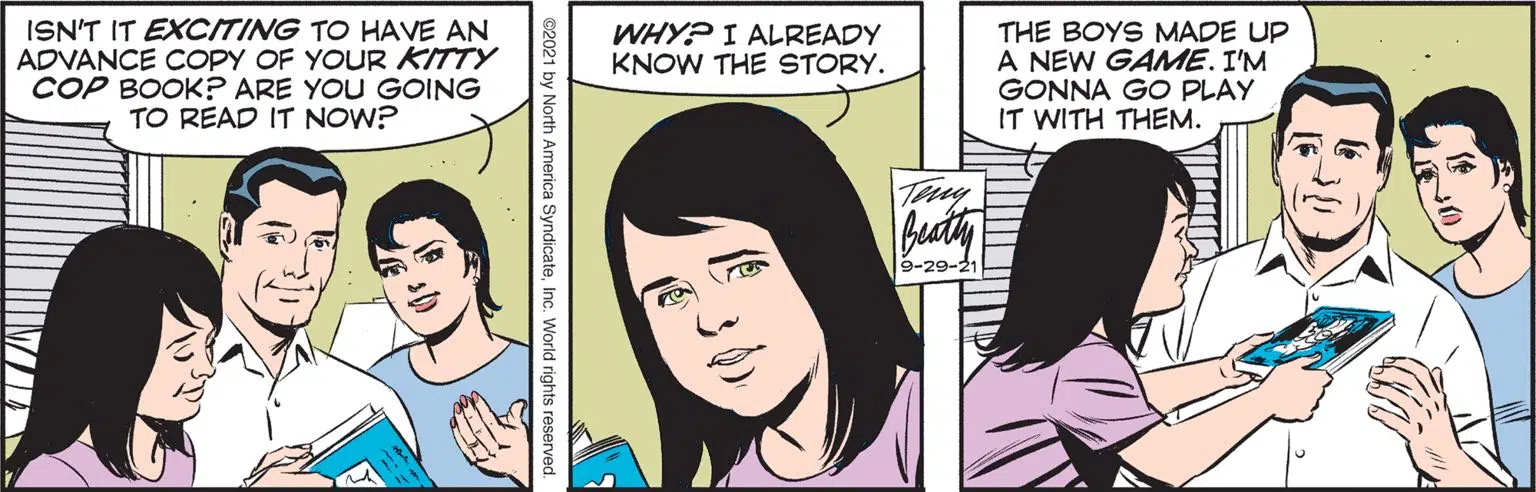 ISN'T IT EXCITING TO HAVE AN
ADVANCE COPY OF YOUR KITTY
COP BOOK? ARE YOU GOING
TO READ IT NOW?
©2021 by North America Syndicate, Inc. World rights reserved.
WHY? I ALREADY
KNOW THE STORY.
Terry
Beatty
9-29-21
THE BOYS MADE UP
A NEW GAME. I'M
GONNA GO PLAY
IT WITH THEM.